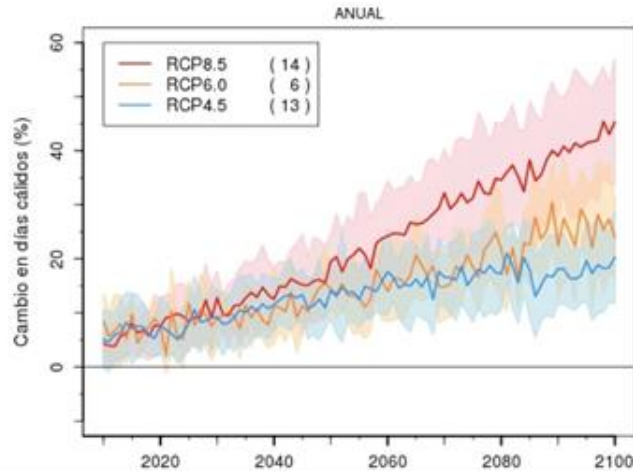 ANUAL
60
40
20
0
Cambio en días cálidos (%)
RCP8.5 ( 14 )
RCP6.0 ( 6 )
RCP4.5 ( 13 )
2020 2040 2060 2080 2100